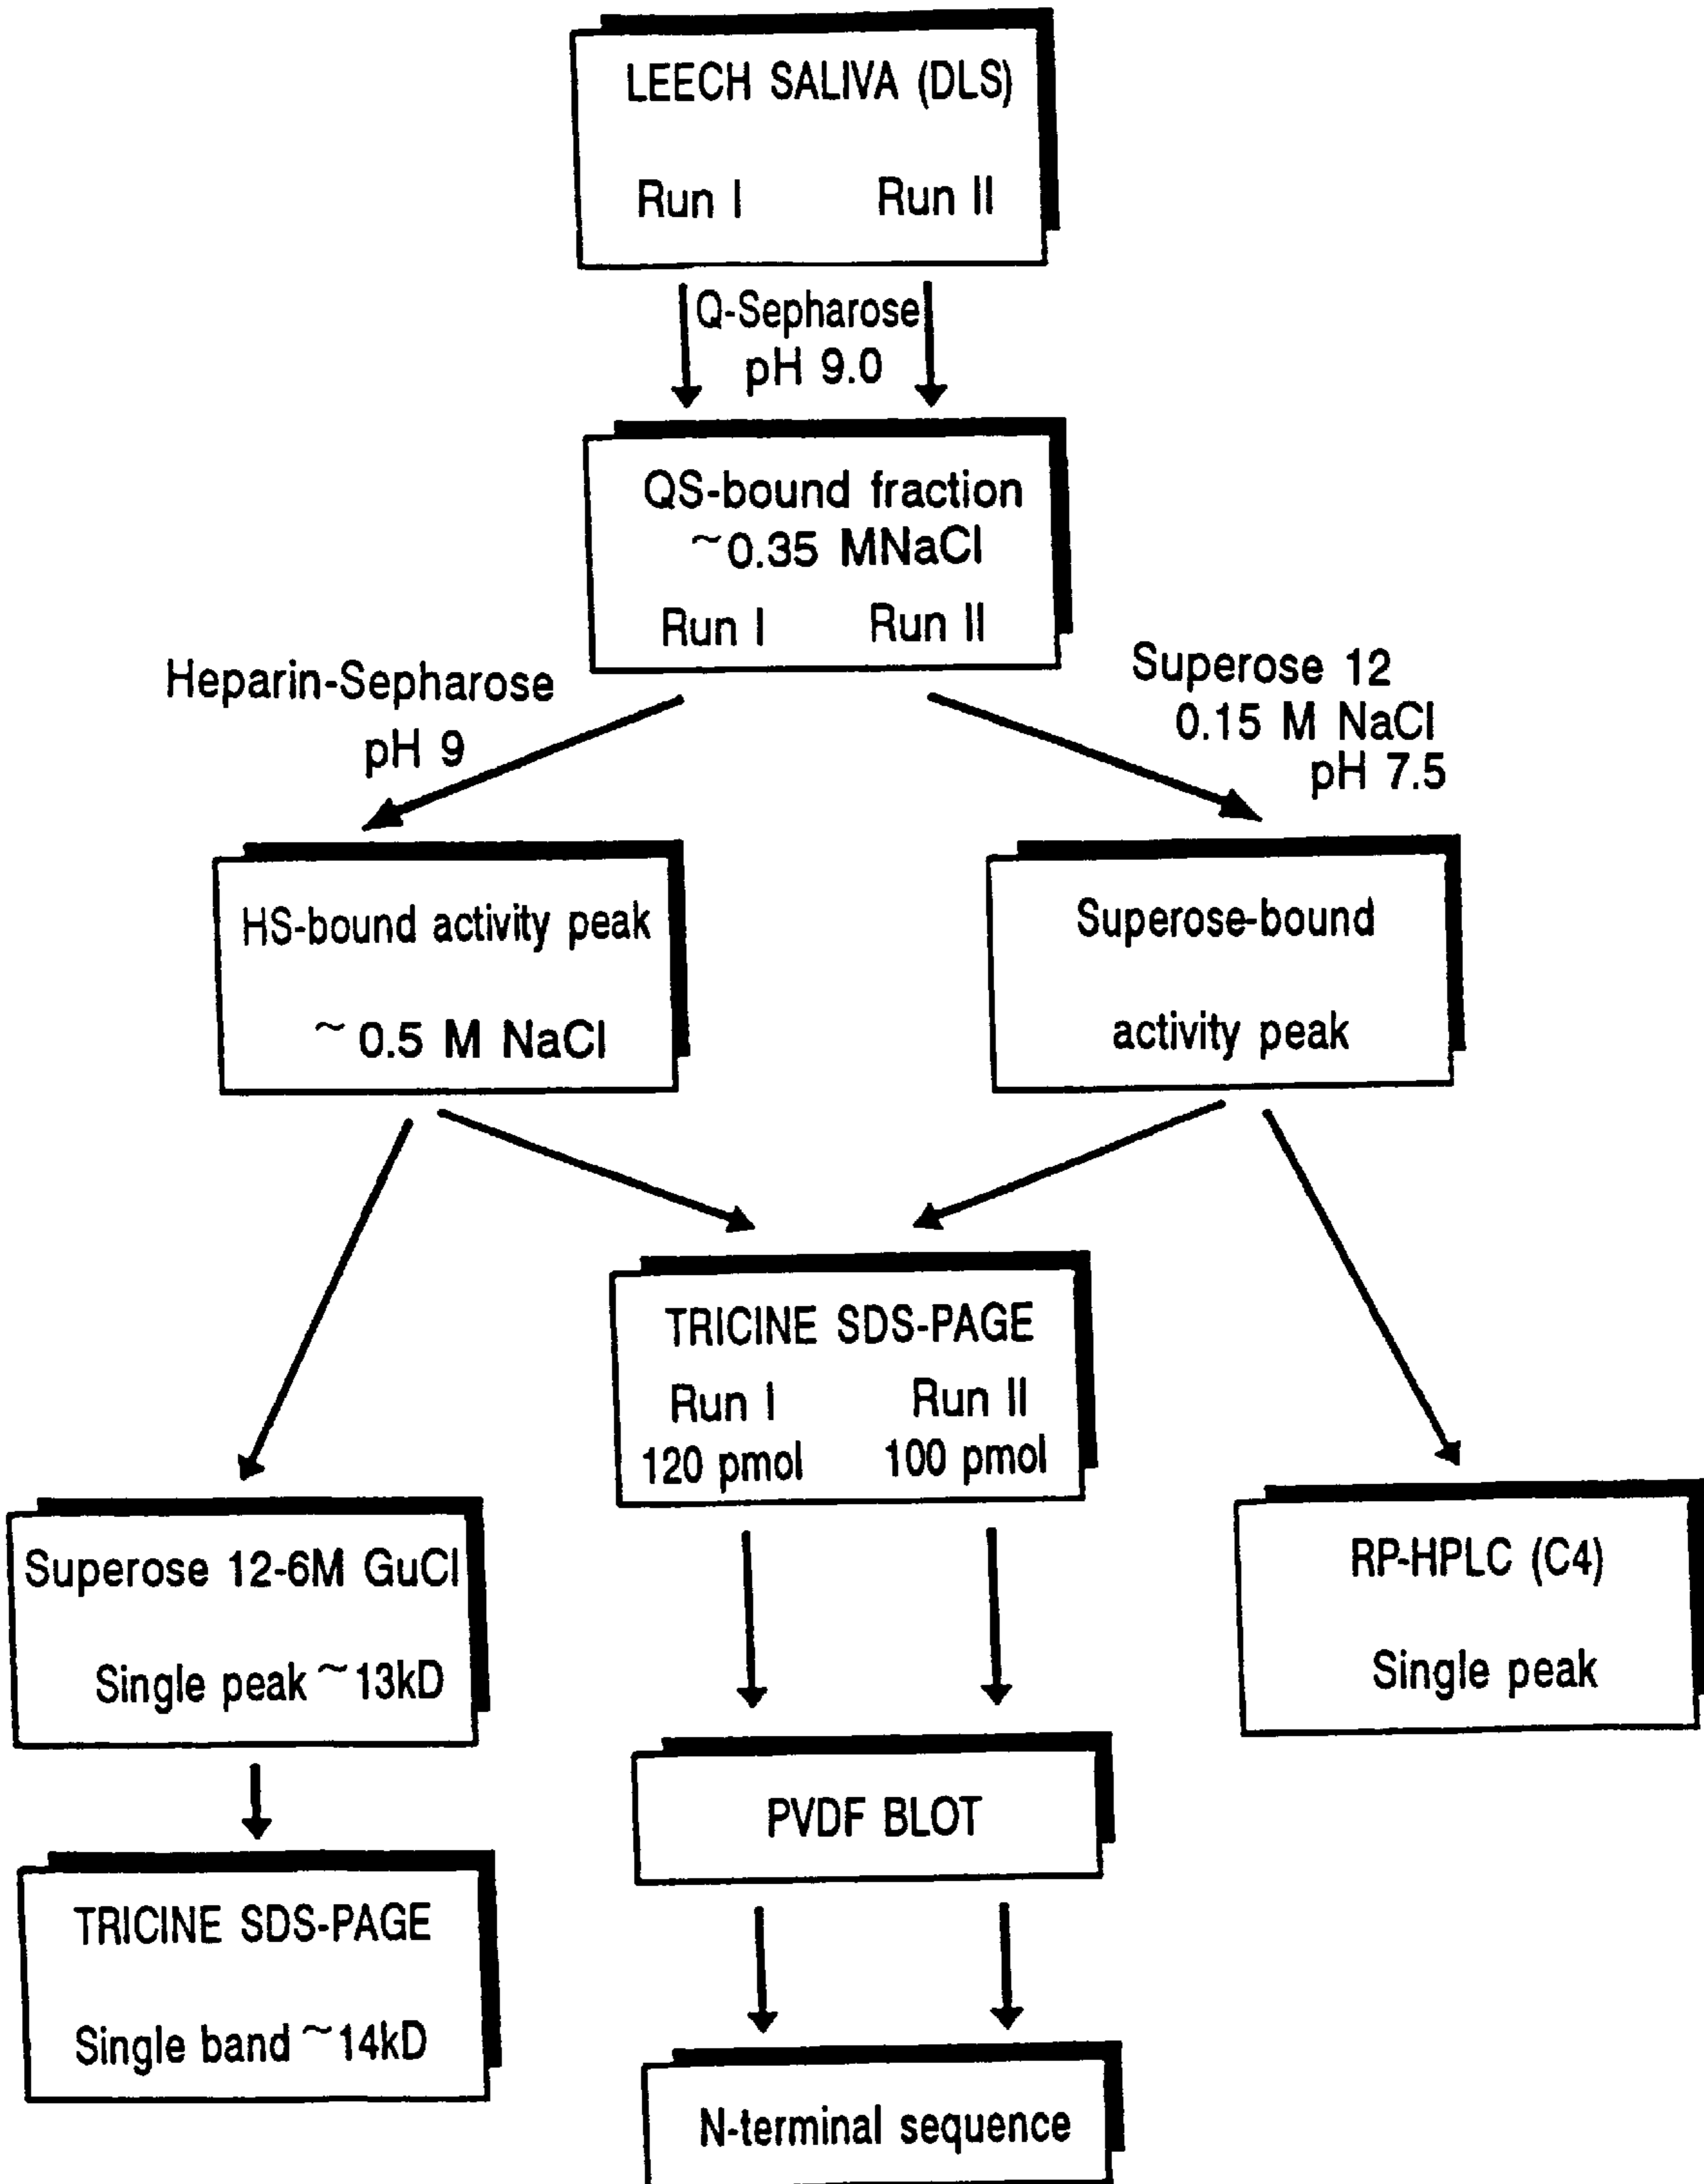 LEECH SALIVA (DLS)
Run I Run II
Q-Sepharose
pH 9.0
QS-bound fraction
~0.35 MNaCl
Run I Run II
Heparin-Sepharose
pH 9
Superose 12
0.15 M NaCl
pH 7.5
HS-bound activity peak
~ 0.5 M NaCl
Superose-bound
activity peak
TRICINE SDS-PAGE
Run I Run II
120 pmol 100 pmol
Superose 12-6M GuCl
Single peak ~13kD
RP-HPLC (C4)
Single peak
PVDF BLOT
TRICINE SDS-PAGE
Single band ~14kD
N-terminal sequence